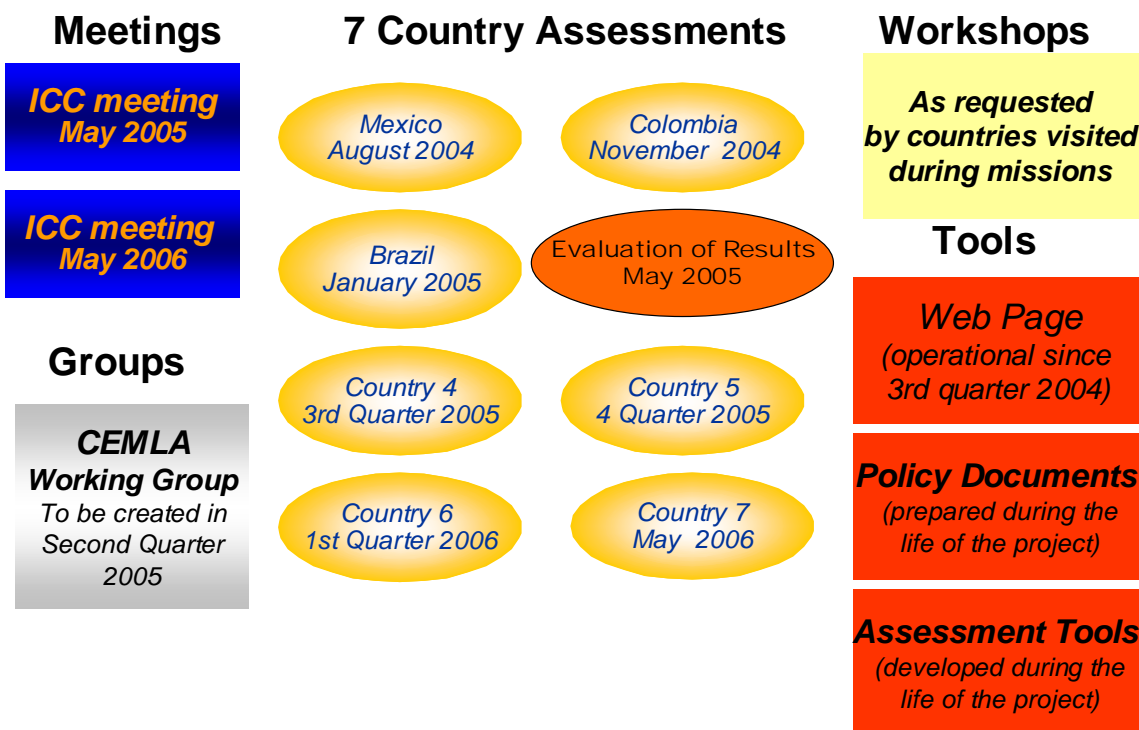 Meetings
ICC meeting
May 2005
ICC meeting
May 2006
Groups
CEMLA
Working Group
To be created in
Second Quarter
2005
7 Country Assessments
Mexico
August 2004
Colombia
November 2004
Brazil
January 2005
Evaluation of Results
May 2005
Country 4
3rd Quarter 2005
Country 5
4 Quarter 2005
Country 6
1st Quarter 2006
Country 7
May 2006
Workshops
As requested
by countries visited
during missions
Tools
Web Page
(operational since
3rd quarter 2004)
Policy Documents
(prepared during the
life of the project)
Assessment Tools
(developed during the
life of the project)